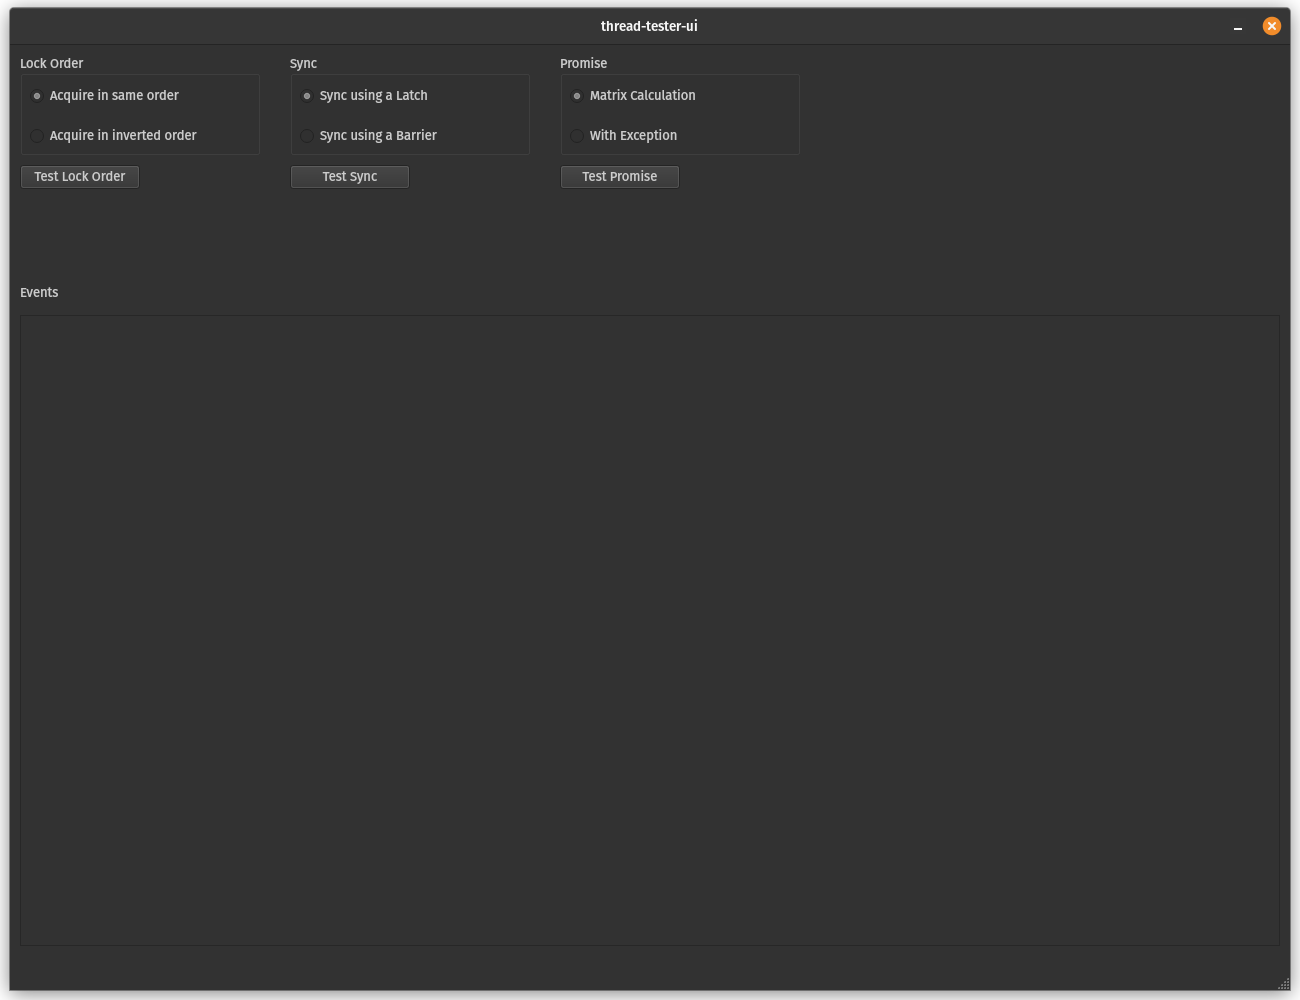 thread-tester-ui
Lock Order
Acquire in same order
Acquire in inverted order
Test Lock Order
Sync
Sync using a Latch
Sync using a Barrier
Test Sync
Promise
Matrix Calculation
With Exception
Test Promise
Events